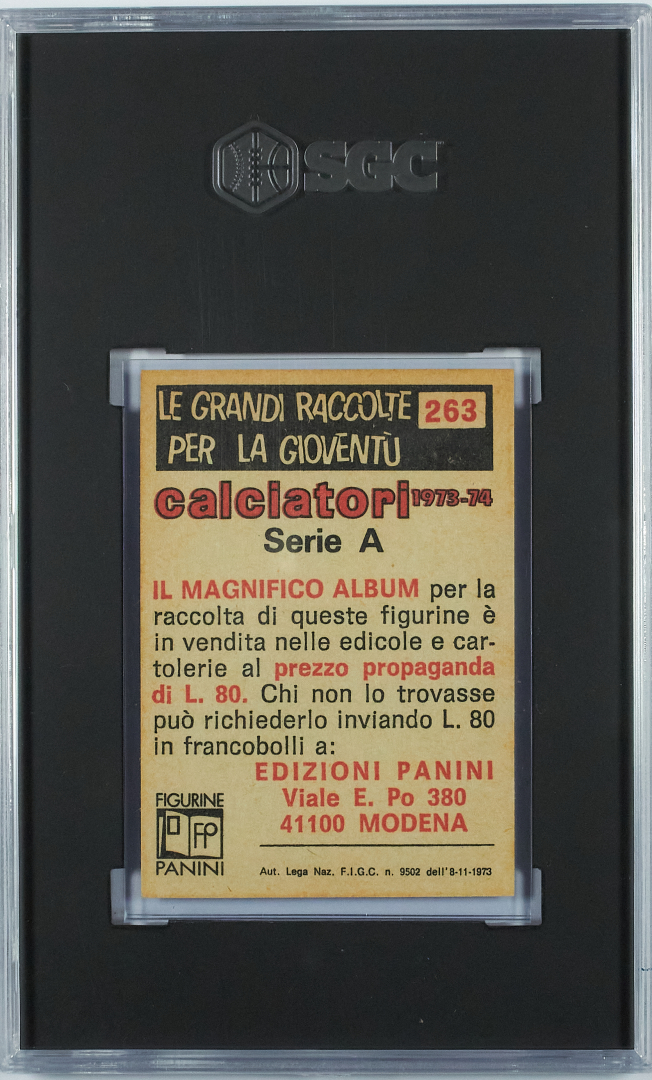 SGC
LE GRANDI RACCOLTE 263
PER LA GIOVENTÙ
calciatori 1973-74
Serie A
IL MAGNIFICO ALBUM per la
raccolta di queste figurine è
in vendita nelle edicole e car-
tolerie al prezzo propaganda
di L. 80. Chi non lo trovasse
può richiederlo inviando L. 80
in francobolli a:
EDIZIONI PANINI
Viale E. Po 380
41100 MODENA
FIGURINE
FP
PANINI
Aut. Lega Naz. F.I.G.C. n. 9502 dell'8-11-1973